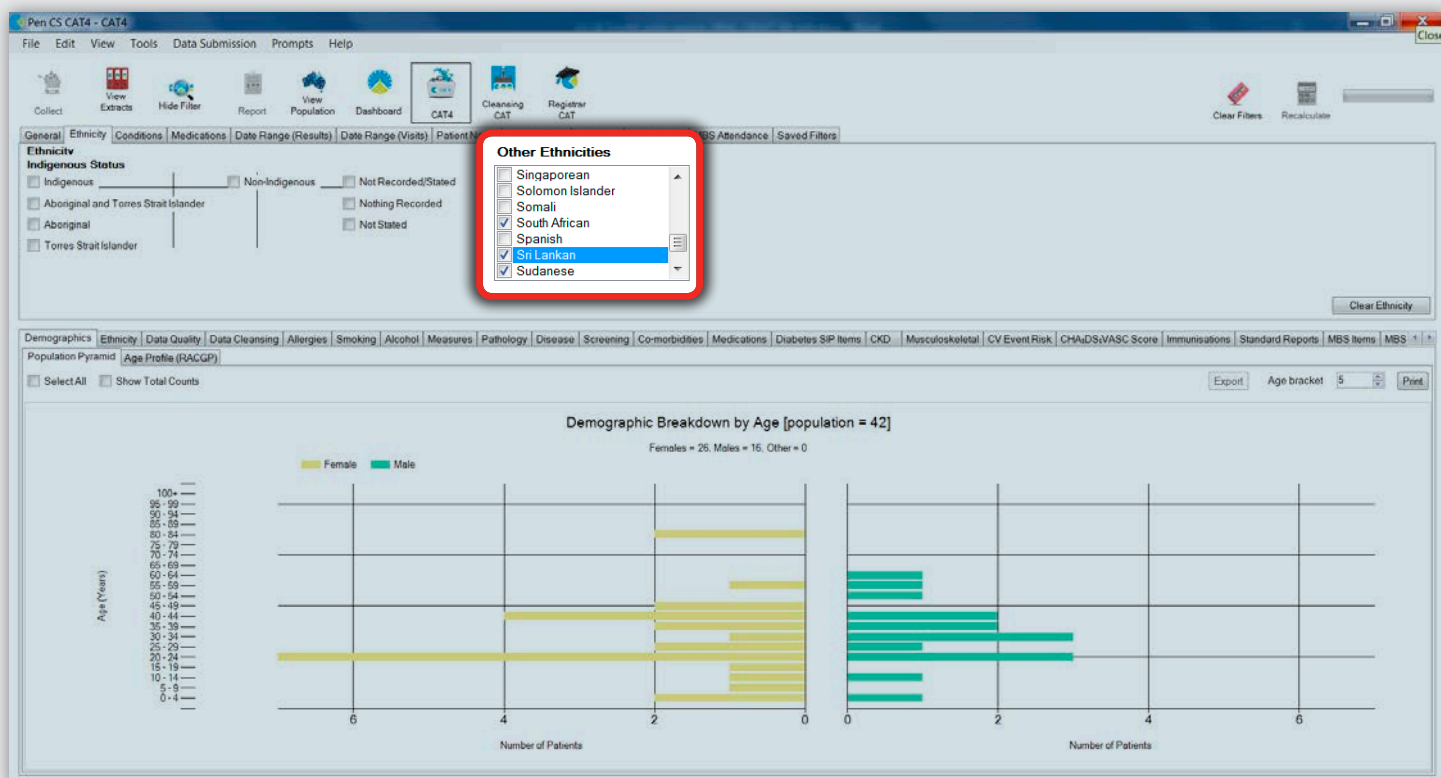 Pen CS CAT4 - CAT4
Close
File Edit View Tools Data Submission Prompts Help
Collect
View Extracts
Hide Filter
Report
View Population
Dashboard
CAT4
Cleansing CAT
Registrar CAT
Clear Filters
Recalculate
General Ethnicity Conditions Medications Date Range (Results) Date Range (Visits) Patient MBS Attendance Saved Filters
Ethnicity
Indigenous Status
Indigenous Non-Indigenous Not Recorded/Stated
Aboriginal and Torres Strait Islander Nothing Recorded
Aboriginal Not Stated
Torres Strait Islander
Other Ethnicities
Singaporean
Solomon Islander
Somali
South African
Spanish
Sri Lankan
Sudanese
Clear Ethnicity
Demographics Ethnicity Data Quality Data Cleansing Allergies Smoking Alcohol Measures Pathology Disease Screening Co-morbidities Medications Diabetes SIP Items CKD Musculoskeletal CV Event Risk CHA₂DS₂VASC Score Immunisations Standard Reports MBS Items MBS
Population Pyramid Age Profile (RACGP)
Select All Show Total Counts Export Age bracket 5 Print
Demographic Breakdown by Age [population = 42]
Females = 26, Males = 16, Other = 0
Female Male
100+
95 - 99
90 - 94
85 - 89
80 - 84
75 - 79
70 - 74
65 - 69
60 - 64
55 - 59
50 - 54
45 - 49
40 - 44
35 - 39
30 - 34
25 - 29
20 - 24
15 - 19
10 - 14
5 - 9
0 - 4
Age (Years)
6 4 2 0 0 2 4 6
Number of Patients Number of Patients